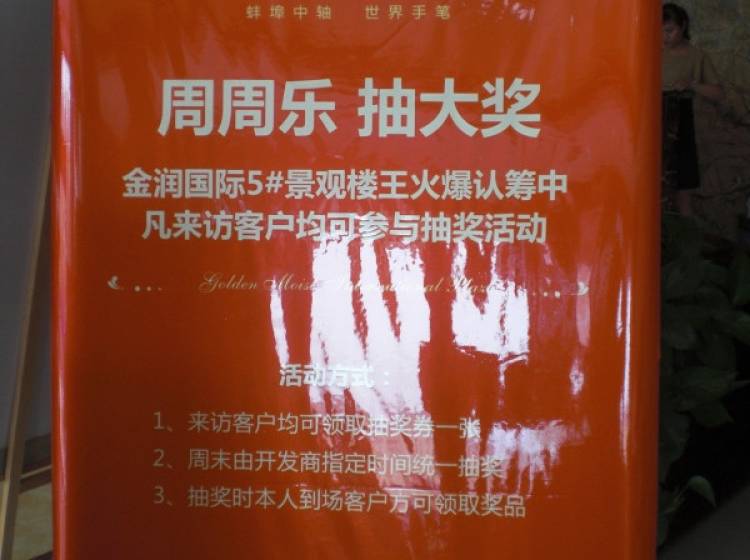 蚌埠中轴 世界手笔
周周乐 抽大奖
金润国际5#景观楼王火爆认筹中
凡来访客户均可参与抽奖活动
Golden Moist International Plaza
活动方式：
1、来访客户均可领取抽奖券一张
2、周末由开发商指定时间统一抽奖
3、抽奖时本人到场客户方可领取奖品